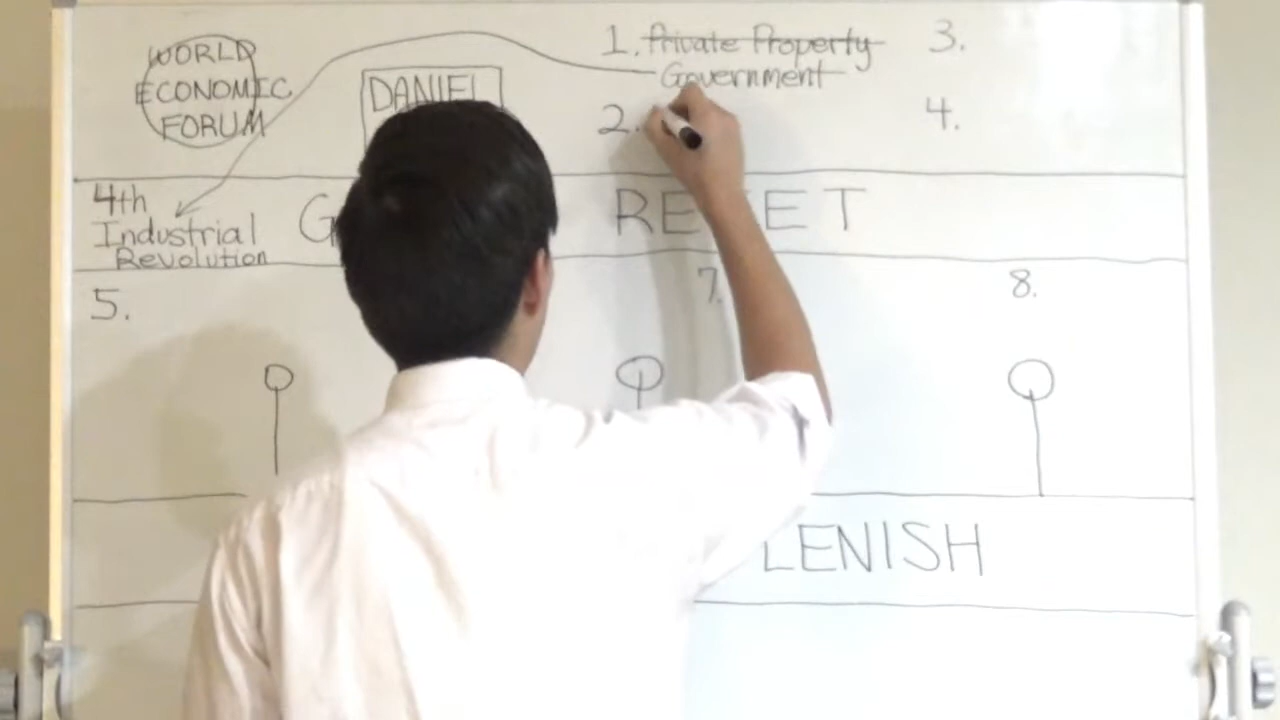 WORLD
ECONOMIC
FORUM
DANIEL
1. Private Property
Government
2.
3.
4.
4th
Industrial
Revolution
G RE ET
5.
7.
8.
LENISH